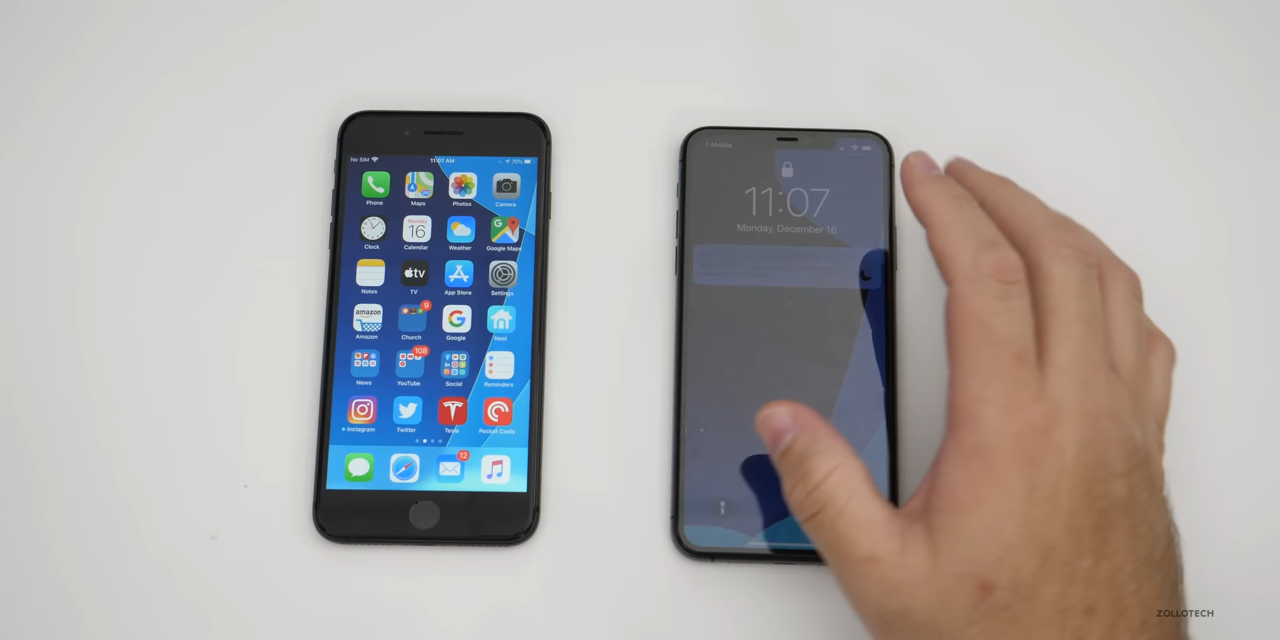 No SIM 11:07 AM 70%
Phone Maps Photos Camera
Monday
16
Clock Calendar Weather Google Maps
tv
Notes TV App Store Settings
amazon
9
Amazon Church Google Nest
108
News YouTube Social Reminders
Instagram Twitter Tesla Pocket Casts
12
T-Mobile
11:07
Monday, December 16
ZOLLOTECH